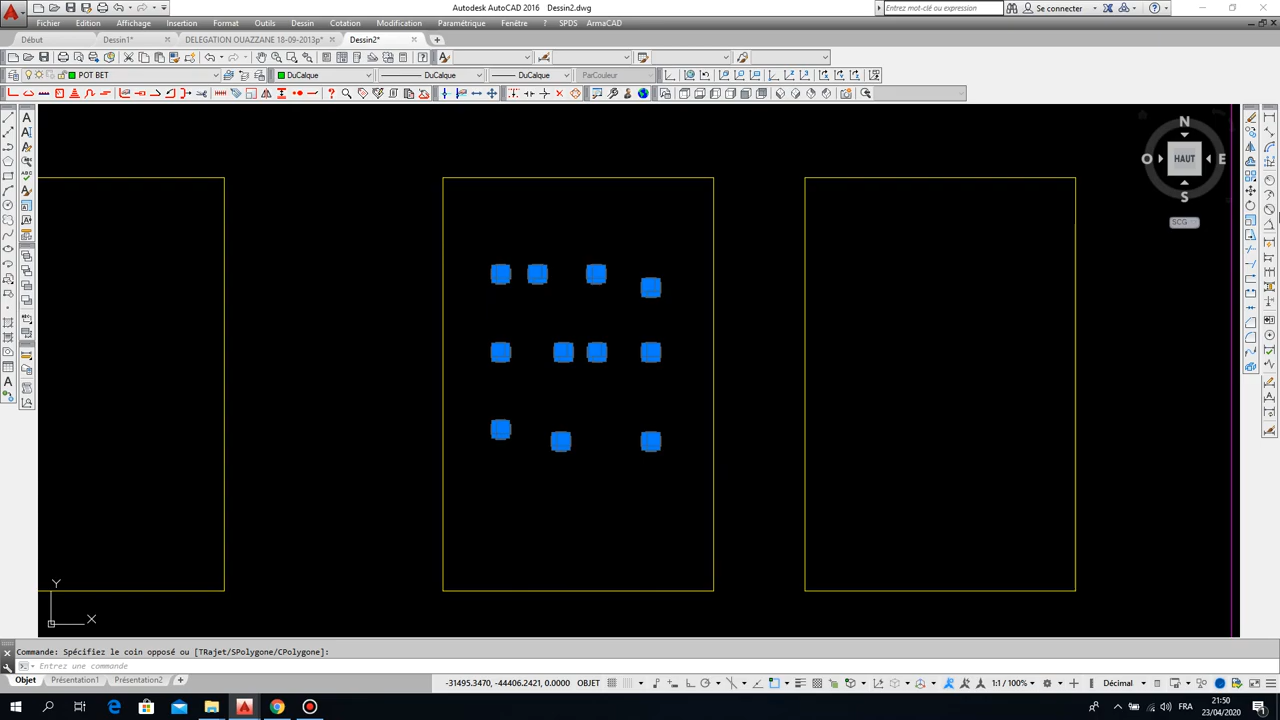 Autodesk AutoCAD 2016 Dessin2.dwg
Entrez mot-clé ou expression
Se connecter
Fichier Edition Affichage Insertion Format Outils Dessin Cotation Modification Paramétrique Fenêtre ? SPDS ArmaCAD
Début Dessin1* DELEGATION OUAZZANE 18-09-2013p* Dessin2*
POT BET DuCalque DuCalque DuCalque ParCouleur
N
O HAUT E
S
SCG
Y
X
Commande: Spécifiez le coin opposé ou [TRajet/SPolygone/CPolygone]:
Entrez une commande
Objet Présentation1 Présentation2 +
-31495.3470, -44406.2421, 0.0000 OBJET 1:1 / 100% Décimal
FRA
21:50
23/04/2020